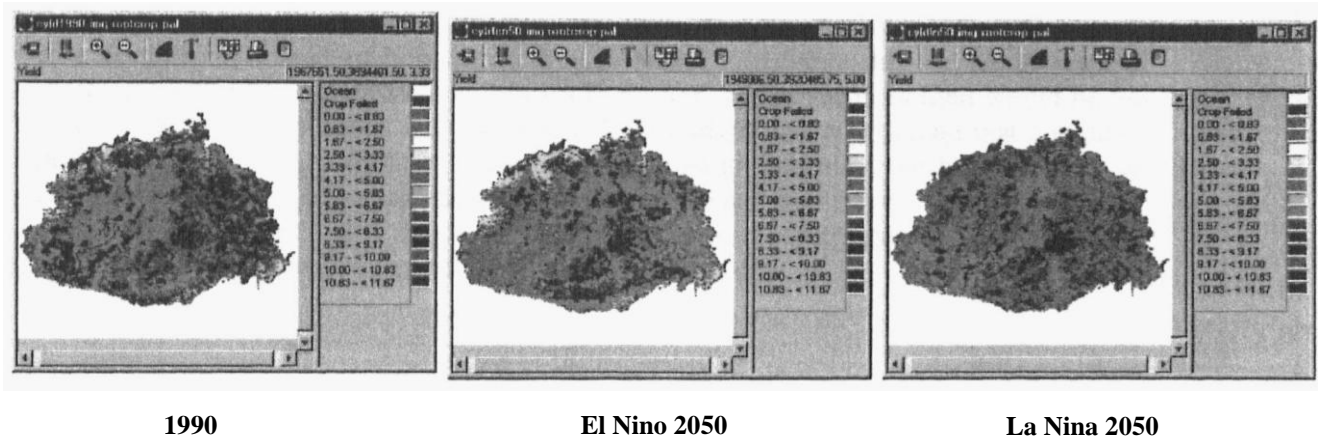 Yield
1967551.50,3894401.50, 3.33
Ocean
Crop Failed
0.00 - < 0.83
0.83 - < 1.67
1.67 - < 2.50
2.50 - < 3.33
3.33 - < 4.17
4.17 - < 5.00
5.00 - < 5.83
5.83 - < 6.67
6.67 - < 7.50
7.50 - < 8.33
8.33 - < 9.17
9.17 - < 10.00
10.00 - < 10.83
10.83 - < 11.67
Yield
Ocean
Crop Failed
0.00 - < 0.83
0.83 - < 1.67
1.67 - < 2.50
2.50 - < 3.33
3.33 - < 4.17
4.17 - < 5.00
5.00 - < 5.83
5.83 - < 6.67
6.67 - < 7.50
7.50 - < 8.33
8.33 - < 9.17
9.17 - < 10.00
10.00 - < 10.83
10.83 - < 11.67
Yield
Ocean
Crop Failed
0.00 - < 0.83
0.83 - < 1.67
1.67 - < 2.50
2.50 - < 3.33
3.33 - < 4.17
4.17 - < 5.00
5.00 - < 5.83
5.83 - < 6.67
6.67 - < 7.50
7.50 - < 8.33
8.33 - < 9.17
9.17 - < 10.00
10.00 - < 10.83
10.83 - < 11.67
1990
El Nino 2050
La Nina 2050